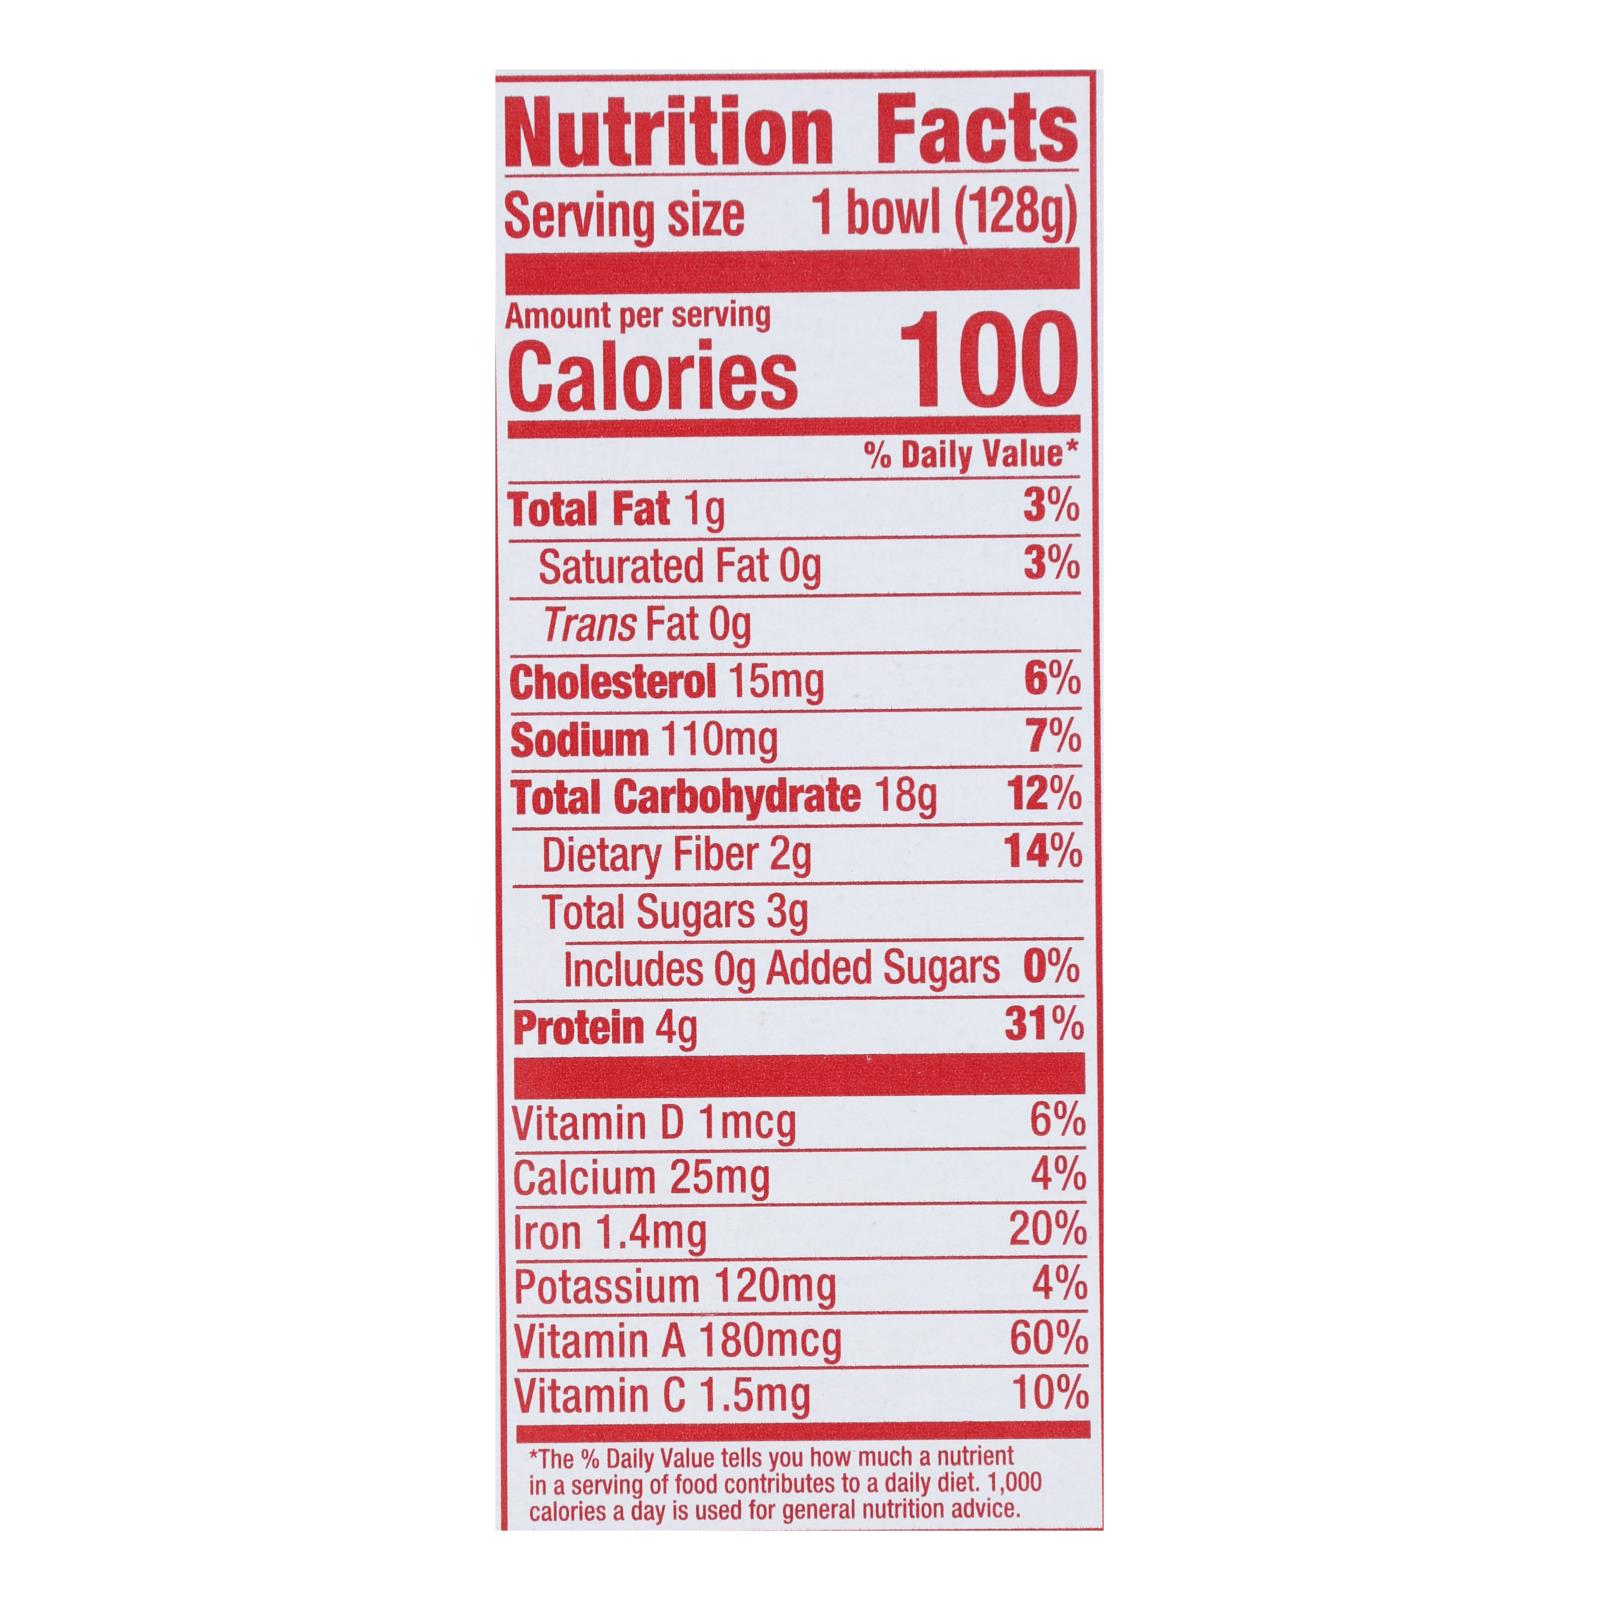 Nutrition Facts
Serving size 1 bowl (128g)
Amount per serving
Calories 100
% Daily Value*
Total Fat 1g 3%
Saturated Fat 0g 3%
Trans Fat 0g
Cholesterol 15mg 6%
Sodium 110mg 7%
Total Carbohydrate 18g 12%
Dietary Fiber 2g 14%
Total Sugars 3g
Includes 0g Added Sugars 0%
Protein 4g 31%
Vitamin D 1mcg 6%
Calcium 25mg 4%
Iron 1.4mg 20%
Potassium 120mg 4%
Vitamin A 180mcg 60%
Vitamin C 1.5mg 10%
*The % Daily Value tells you how much a nutrient
in a serving of food contributes to a daily diet. 1,000
calories a day is used for general nutrition advice.